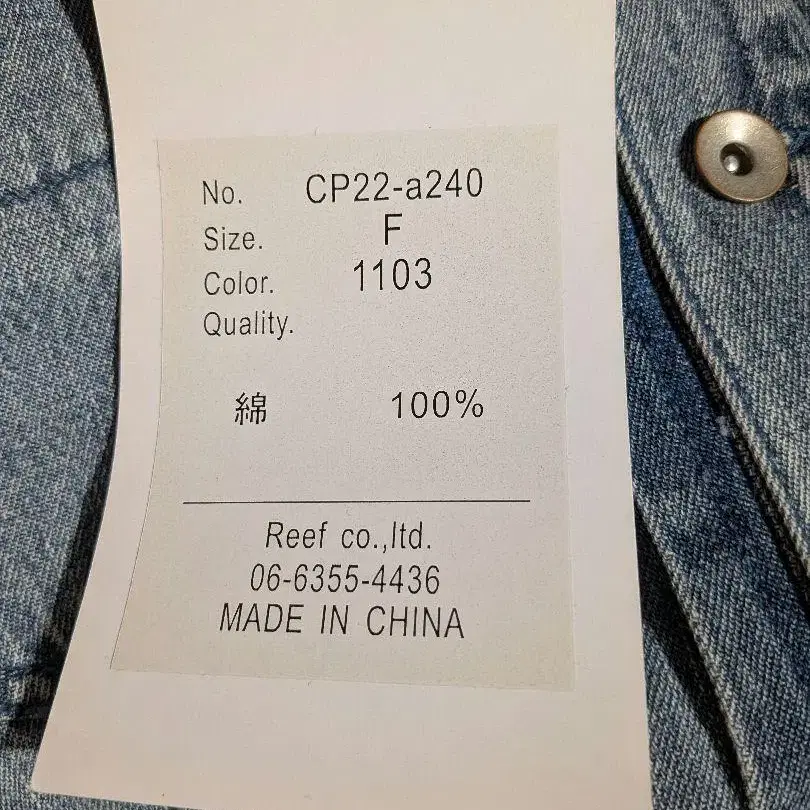 No. CP22-a240
Size. F
Color. 1103
Quality.
綿 100%
Reef co.,ltd.
06-6355-4436
MADE IN CHINA